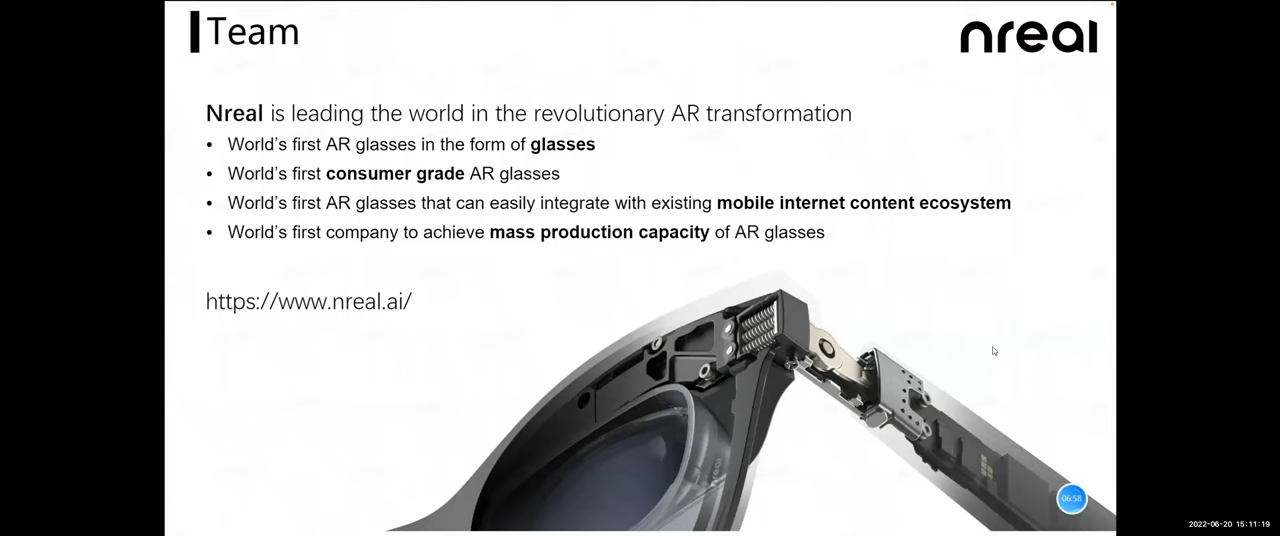 Team
nreal
Nreal is leading the world in the revolutionary AR transformation
• World's first AR glasses in the form of glasses
• World's first consumer grade AR glasses
• World's first AR glasses that can easily integrate with existing mobile internet content ecosystem
• World's first company to achieve mass production capacity of AR glasses
https://www.nreal.ai/
nreal
06:58
2022-06-20 15:11:19